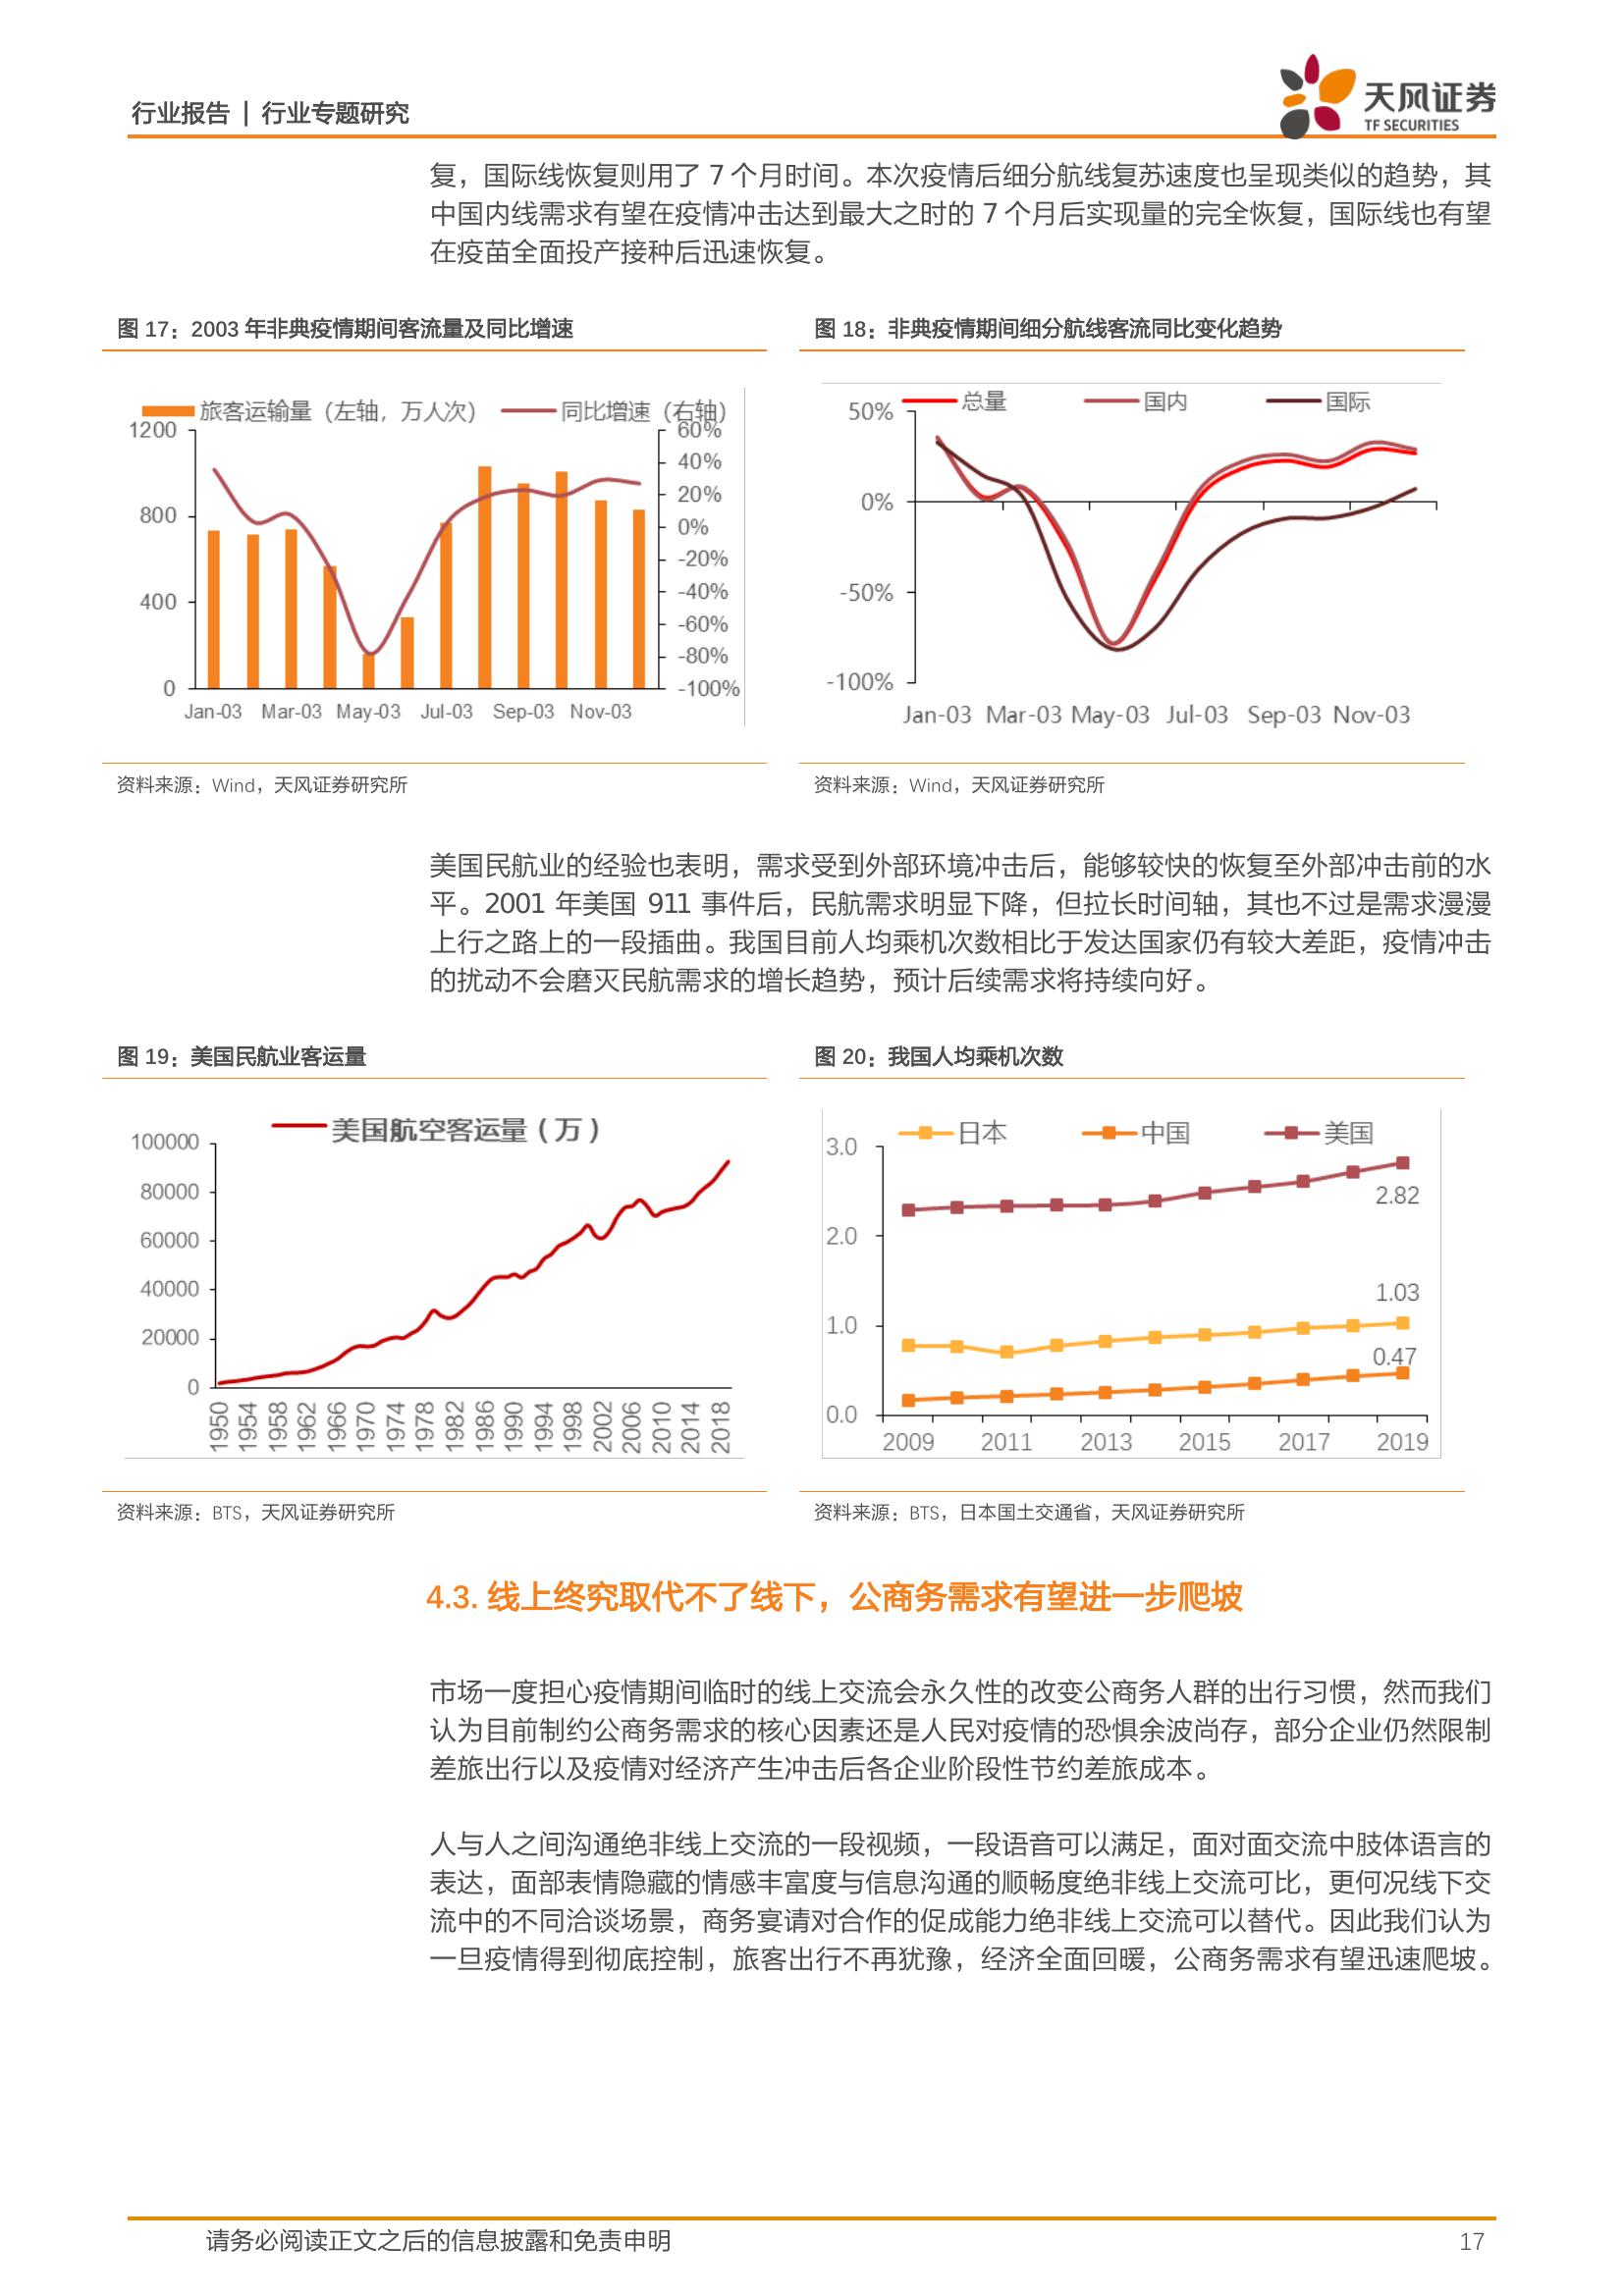 行业报告 | 行业专题研究
天风证券
TF SECURITIES
复，国际线恢复则用了 7 个月时间。本次疫情后细分航线复苏速度也呈现类似的趋势，其
中国内线需求有望在疫情冲击达到最大之时的 7 个月后实现量的完全恢复，国际线也有望
在疫苗全面投产接种后迅速恢复。
图 17：2003 年非典疫情期间客流量及同比增速
旅客运输量（左轴，万人次） 同比增速（右轴）
1200
800
400
0
60%
40%
20%
0%
-20%
-40%
-60%
-80%
-100%
Jan-03 Mar-03 May-03 Jul-03 Sep-03 Nov-03
资料来源：Wind，天风证券研究所
图 18：非典疫情期间细分航线客流同比变化趋势
总量 国内 国际
50%
0%
-50%
-100%
Jan-03 Mar-03 May-03 Jul-03 Sep-03 Nov-03
资料来源：Wind，天风证券研究所
美国民航业的经验也表明，需求受到外部环境冲击后，能够较快的恢复至外部冲击前的水
平。2001 年美国 911 事件后，民航需求明显下降，但拉长时间轴，其也不过是需求漫漫
上行之路上的一段插曲。我国目前人均乘机次数相比于发达国家仍有较大差距，疫情冲击
的扰动不会磨灭民航需求的增长趋势，预计后续需求将持续向好。
图 19：美国民航业客运量
美国航空客运量（万）
100000
80000
60000
40000
20000
0
1950 1954 1958 1962 1966 1970 1974 1978 1982 1986 1990 1994 1998 2002 2006 2010 2014 2018
资料来源：BTS，天风证券研究所
图 20：我国人均乘机次数
日本 中国 美国
3.0
2.0
1.0
0.0
2.82
1.03
0.47
2009 2011 2013 2015 2017 2019
资料来源：BTS，日本国土交通省，天风证券研究所
4.3. 线上终究取代不了线下，公商务需求有望进一步爬坡
市场一度担心疫情期间临时的线上交流会永久性的改变公商务人群的出行习惯，然而我们
认为目前制约公商务需求的核心因素还是人民对疫情的恐惧余波尚存，部分企业仍然限制
差旅出行以及疫情对经济产生冲击后各企业阶段性节约差旅成本。
人与人之间沟通绝非线上交流的一段视频，一段语音可以满足，面对面交流中肢体语言的
表达，面部表情隐藏的情感丰富度与信息沟通的顺畅度绝非线上交流可比，更何况线下交
流中的不同洽谈场景，商务宴请对合作的促成能力绝非线上交流可以替代。因此我们认为
一旦疫情得到彻底控制，旅客出行不再犹豫，经济全面回暖，公商务需求有望迅速爬坡。
请务必阅读正文之后的信息披露和免责申明
17